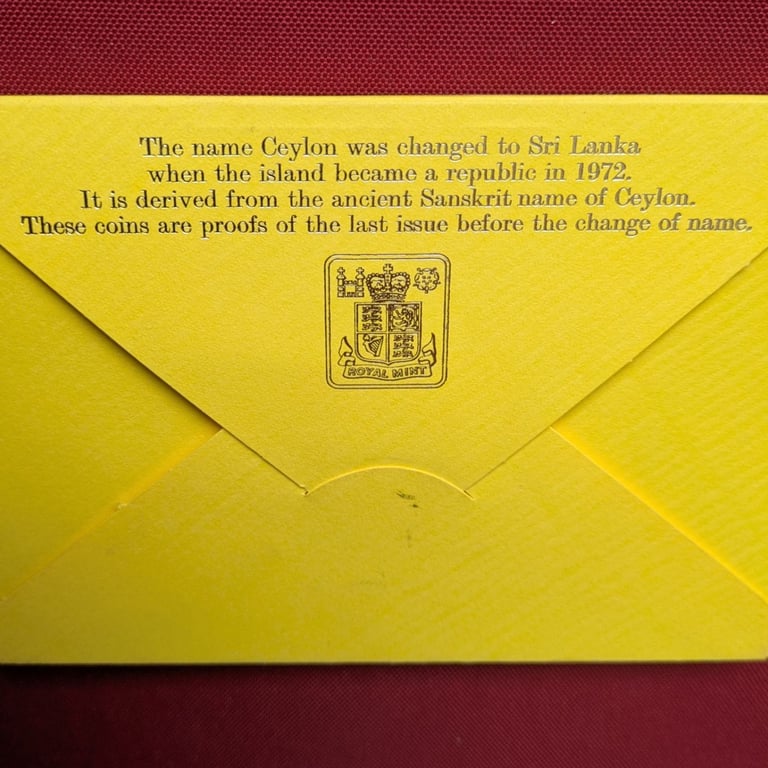 The name Ceylon was changed to Sri Lanka
when the island became a republic in 1972.
It is derived from the ancient Sanskrit name of Ceylon.
These coins are proofs of the last issue before the change of name.
ROYAL MINT